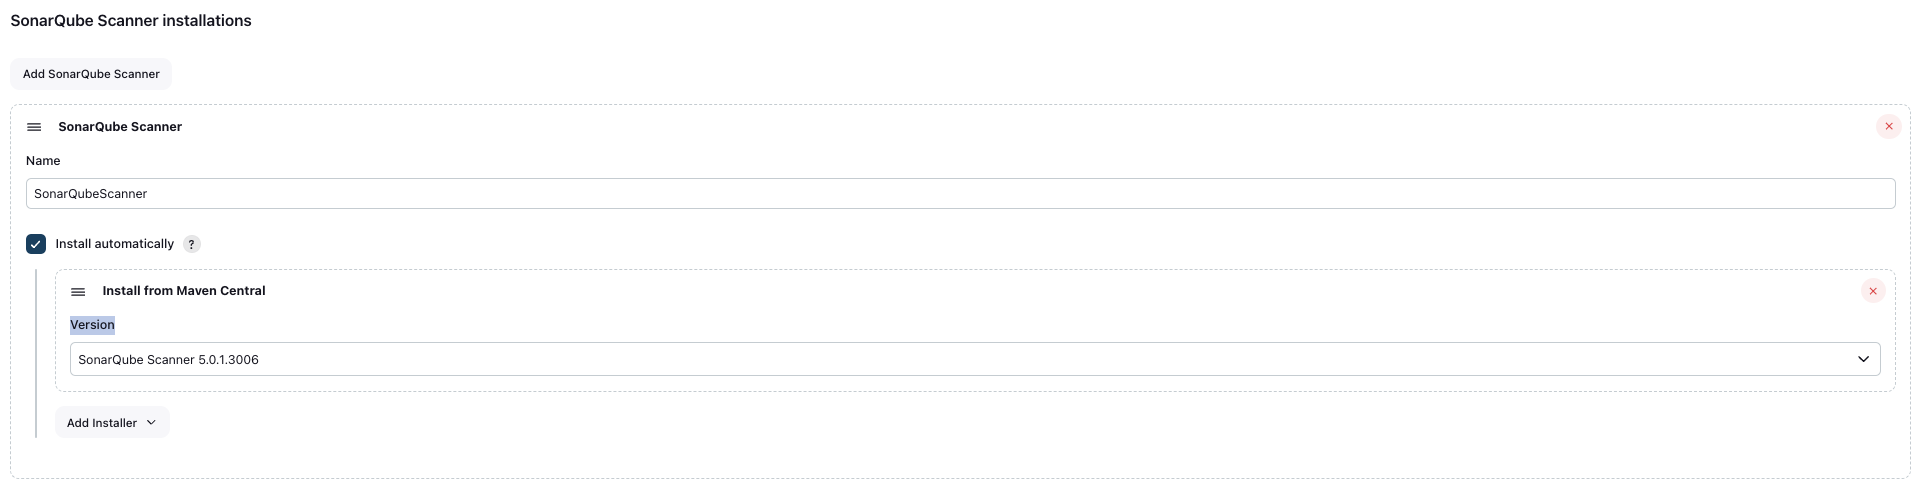 SonarQube Scanner installations
Add SonarQube Scanner
SonarQube Scanner
Name
SonarQubeScanner
Install automatically ?
Install from Maven Central
Version
SonarQube Scanner 5.0.1.3006
Add Installer